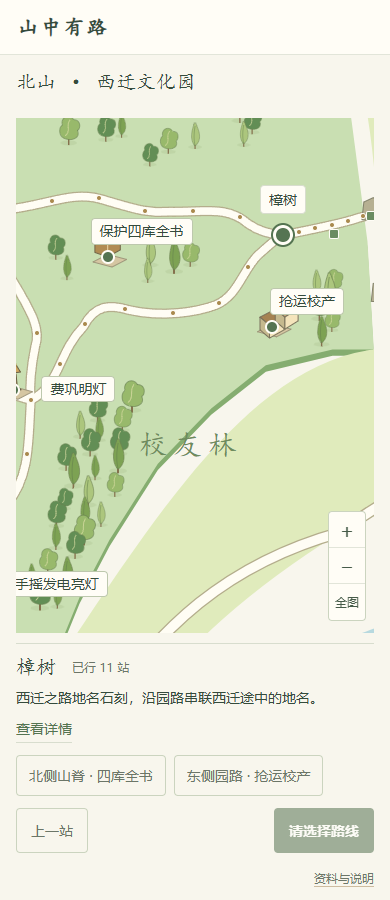 山中有路
北山 • 西迁文化园
樟树
保护四库全书
抢运校产
费巩明灯
校友林
+
−
全图
手摇发电亮灯
樟树 已行 11 站
西迁之路地名石刻，沿园路串联西迁途中的地名。
查看详情
北侧山脊 · 四库全书 东侧园路 · 抢运校产
上一站 请选择路线
资料与说明